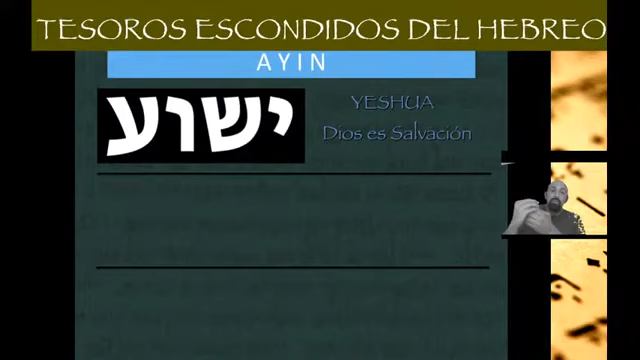 TESOROS ESCONDIDOS DEL HEBREO
AYIN
ישוע
YESHUA
Dios es Salvación